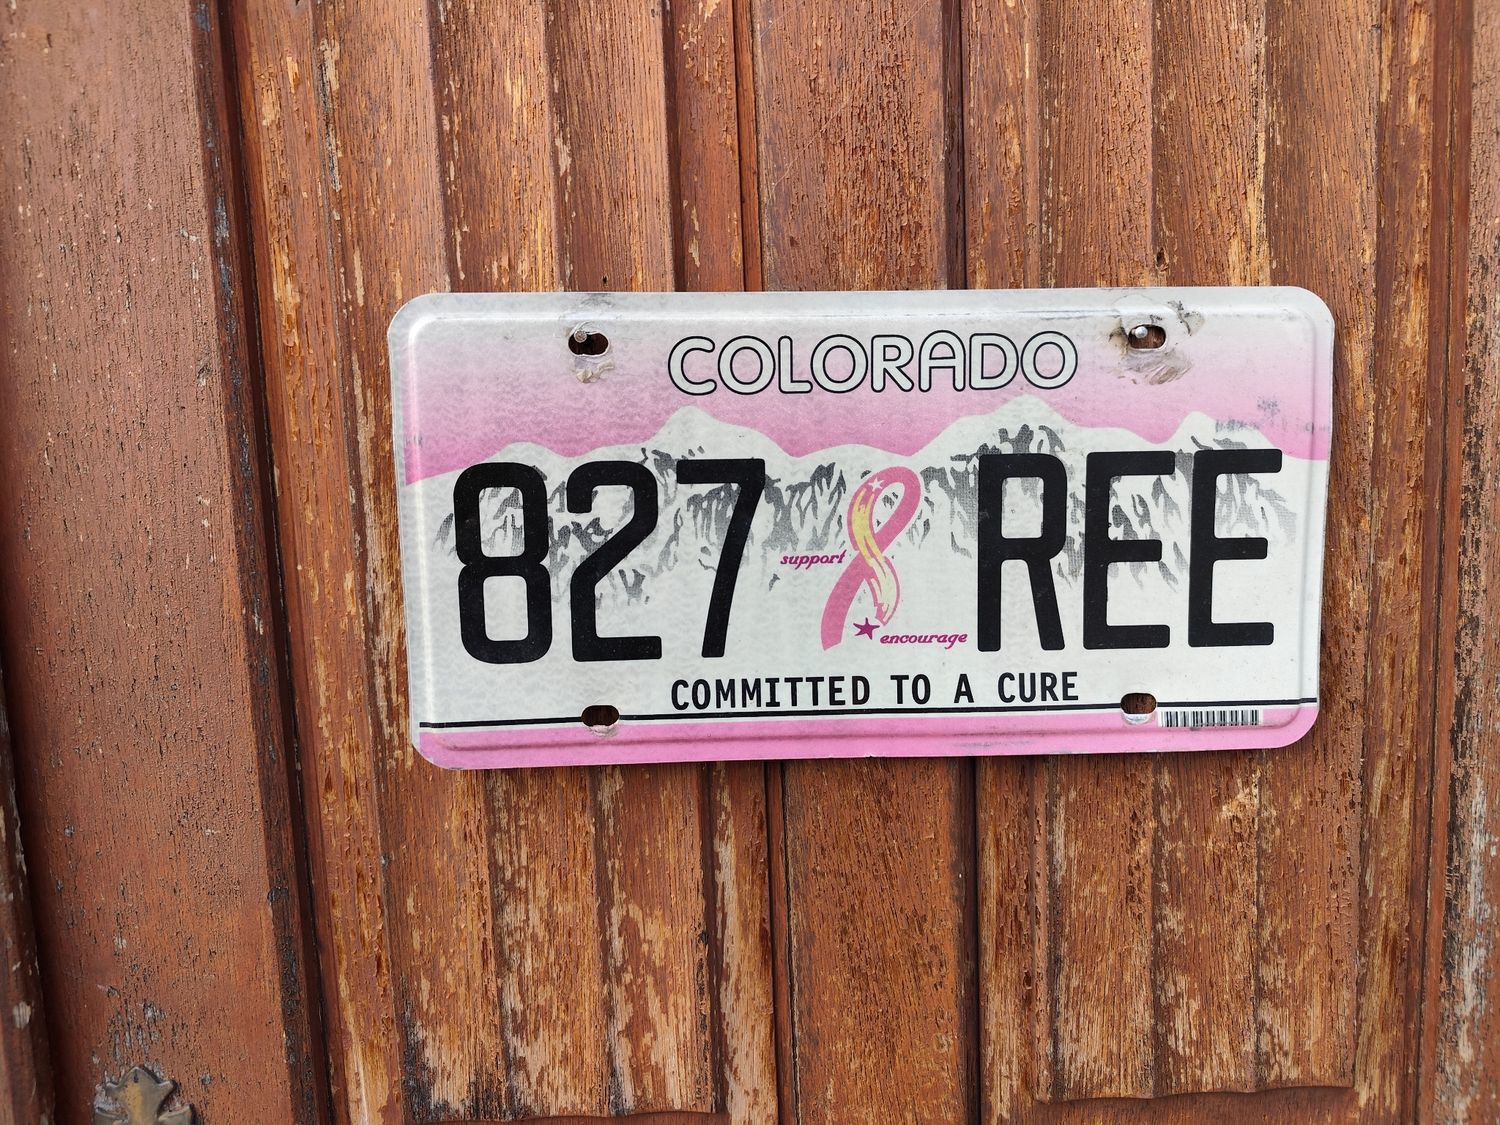 COLORADO
827 REE
support
encourage
COMMITTED TO A CURE